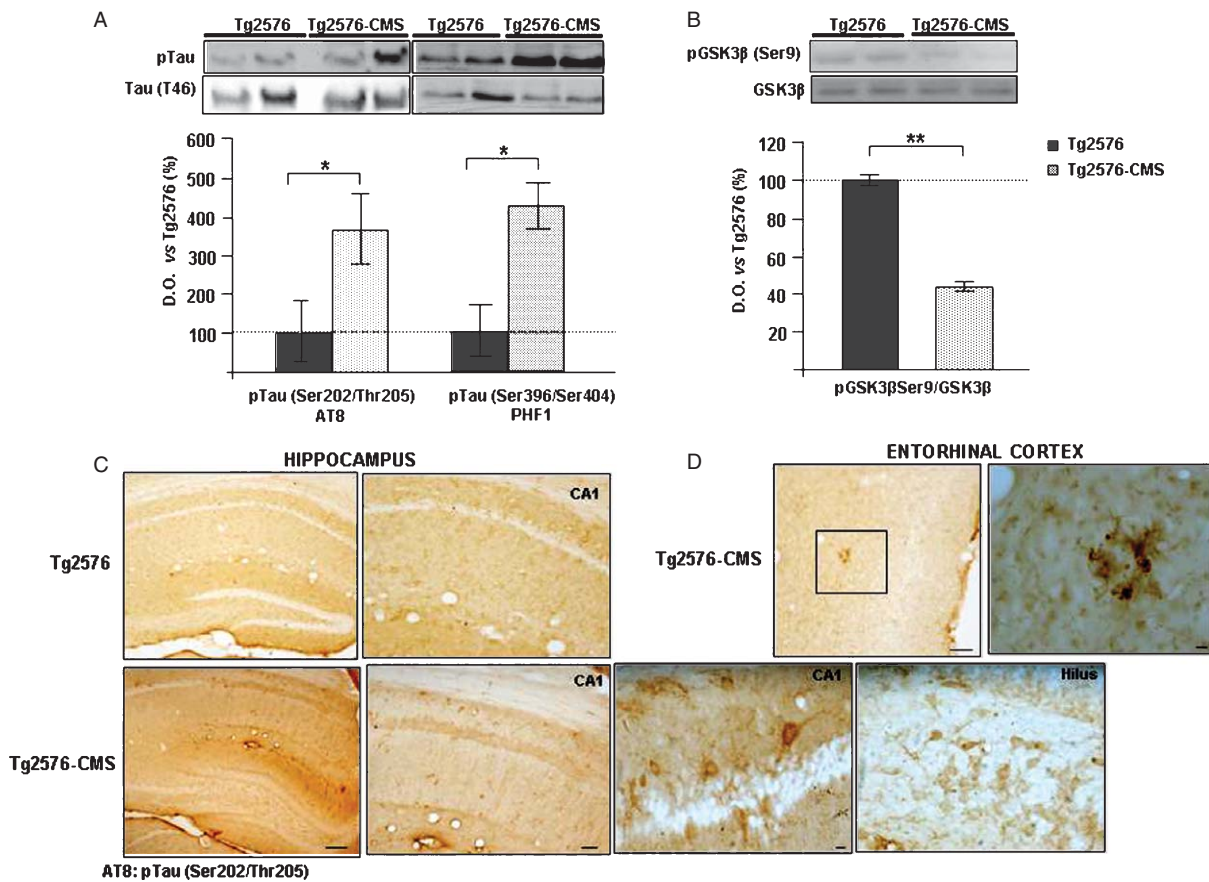 A
Tg2576 Tg2576-CMS Tg2576 Tg2576-CMS
pTau
Tau (T46)
600
500
400
300
200
100
D.O. vs Tg2576 (%)
* *
pTau (Ser202/Thr205)
AT8
pTau (Ser396/Ser404)
PHF1
B
Tg2576 Tg2576-CMS
pGSK3β (Ser9)
GSK3β
120
100
80
60
40
20
D.O. vs Tg2576 (%)
**
pGSK3βSer9/GSK3β
Tg2576
Tg2576-CMS
C
HIPPOCAMPUS
Tg2576
CA1
Tg2576-CMS
CA1
CA1
Hilus
AT8: pTau (Ser202/Thr205)
D
ENTORHINAL CORTEX
Tg2576-CMS